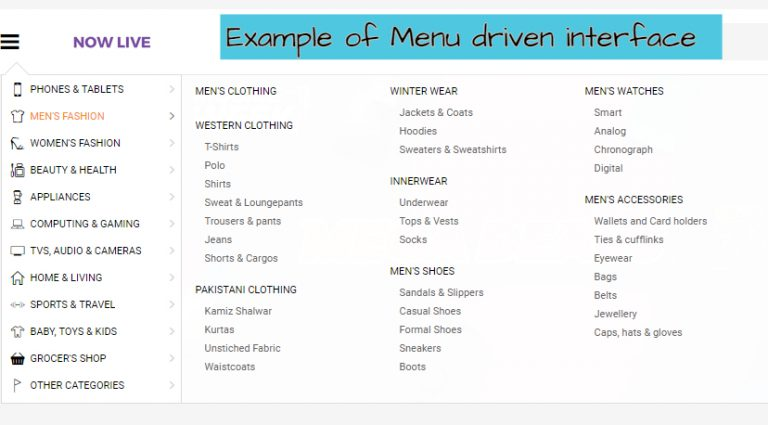 NOW LIVE
Example of Menu driven interface
PHONES & TABLETS
MEN'S FASHION
WOMEN'S FASHION
BEAUTY & HEALTH
APPLIANCES
COMPUTING & GAMING
TVS, AUDIO & CAMERAS
HOME & LIVING
SPORTS & TRAVEL
BABY, TOYS & KIDS
GROCER'S SHOP
OTHER CATEGORIES
MEN'S CLOTHING
WESTERN CLOTHING
T-Shirts
Polo
Shirts
Sweat & Loungepants
Trousers & pants
Jeans
Shorts & Cargos
PAKISTANI CLOTHING
Kamiz Shalwar
Kurtas
Unstiched Fabric
Waistcoats
WINTER WEAR
Jackets & Coats
Hoodies
Sweaters & Sweatshirts
INNERWEAR
Underwear
Tops & Vests
Socks
MEN'S SHOES
Sandals & Slippers
Casual Shoes
Formal Shoes
Sneakers
Boots
MEN'S WATCHES
Smart
Analog
Chronograph
Digital
MEN'S ACCESSORIES
Wallets and Card holders
Ties & cufflinks
Eyewear
Bags
Belts
Jewellery
Caps, hats & gloves